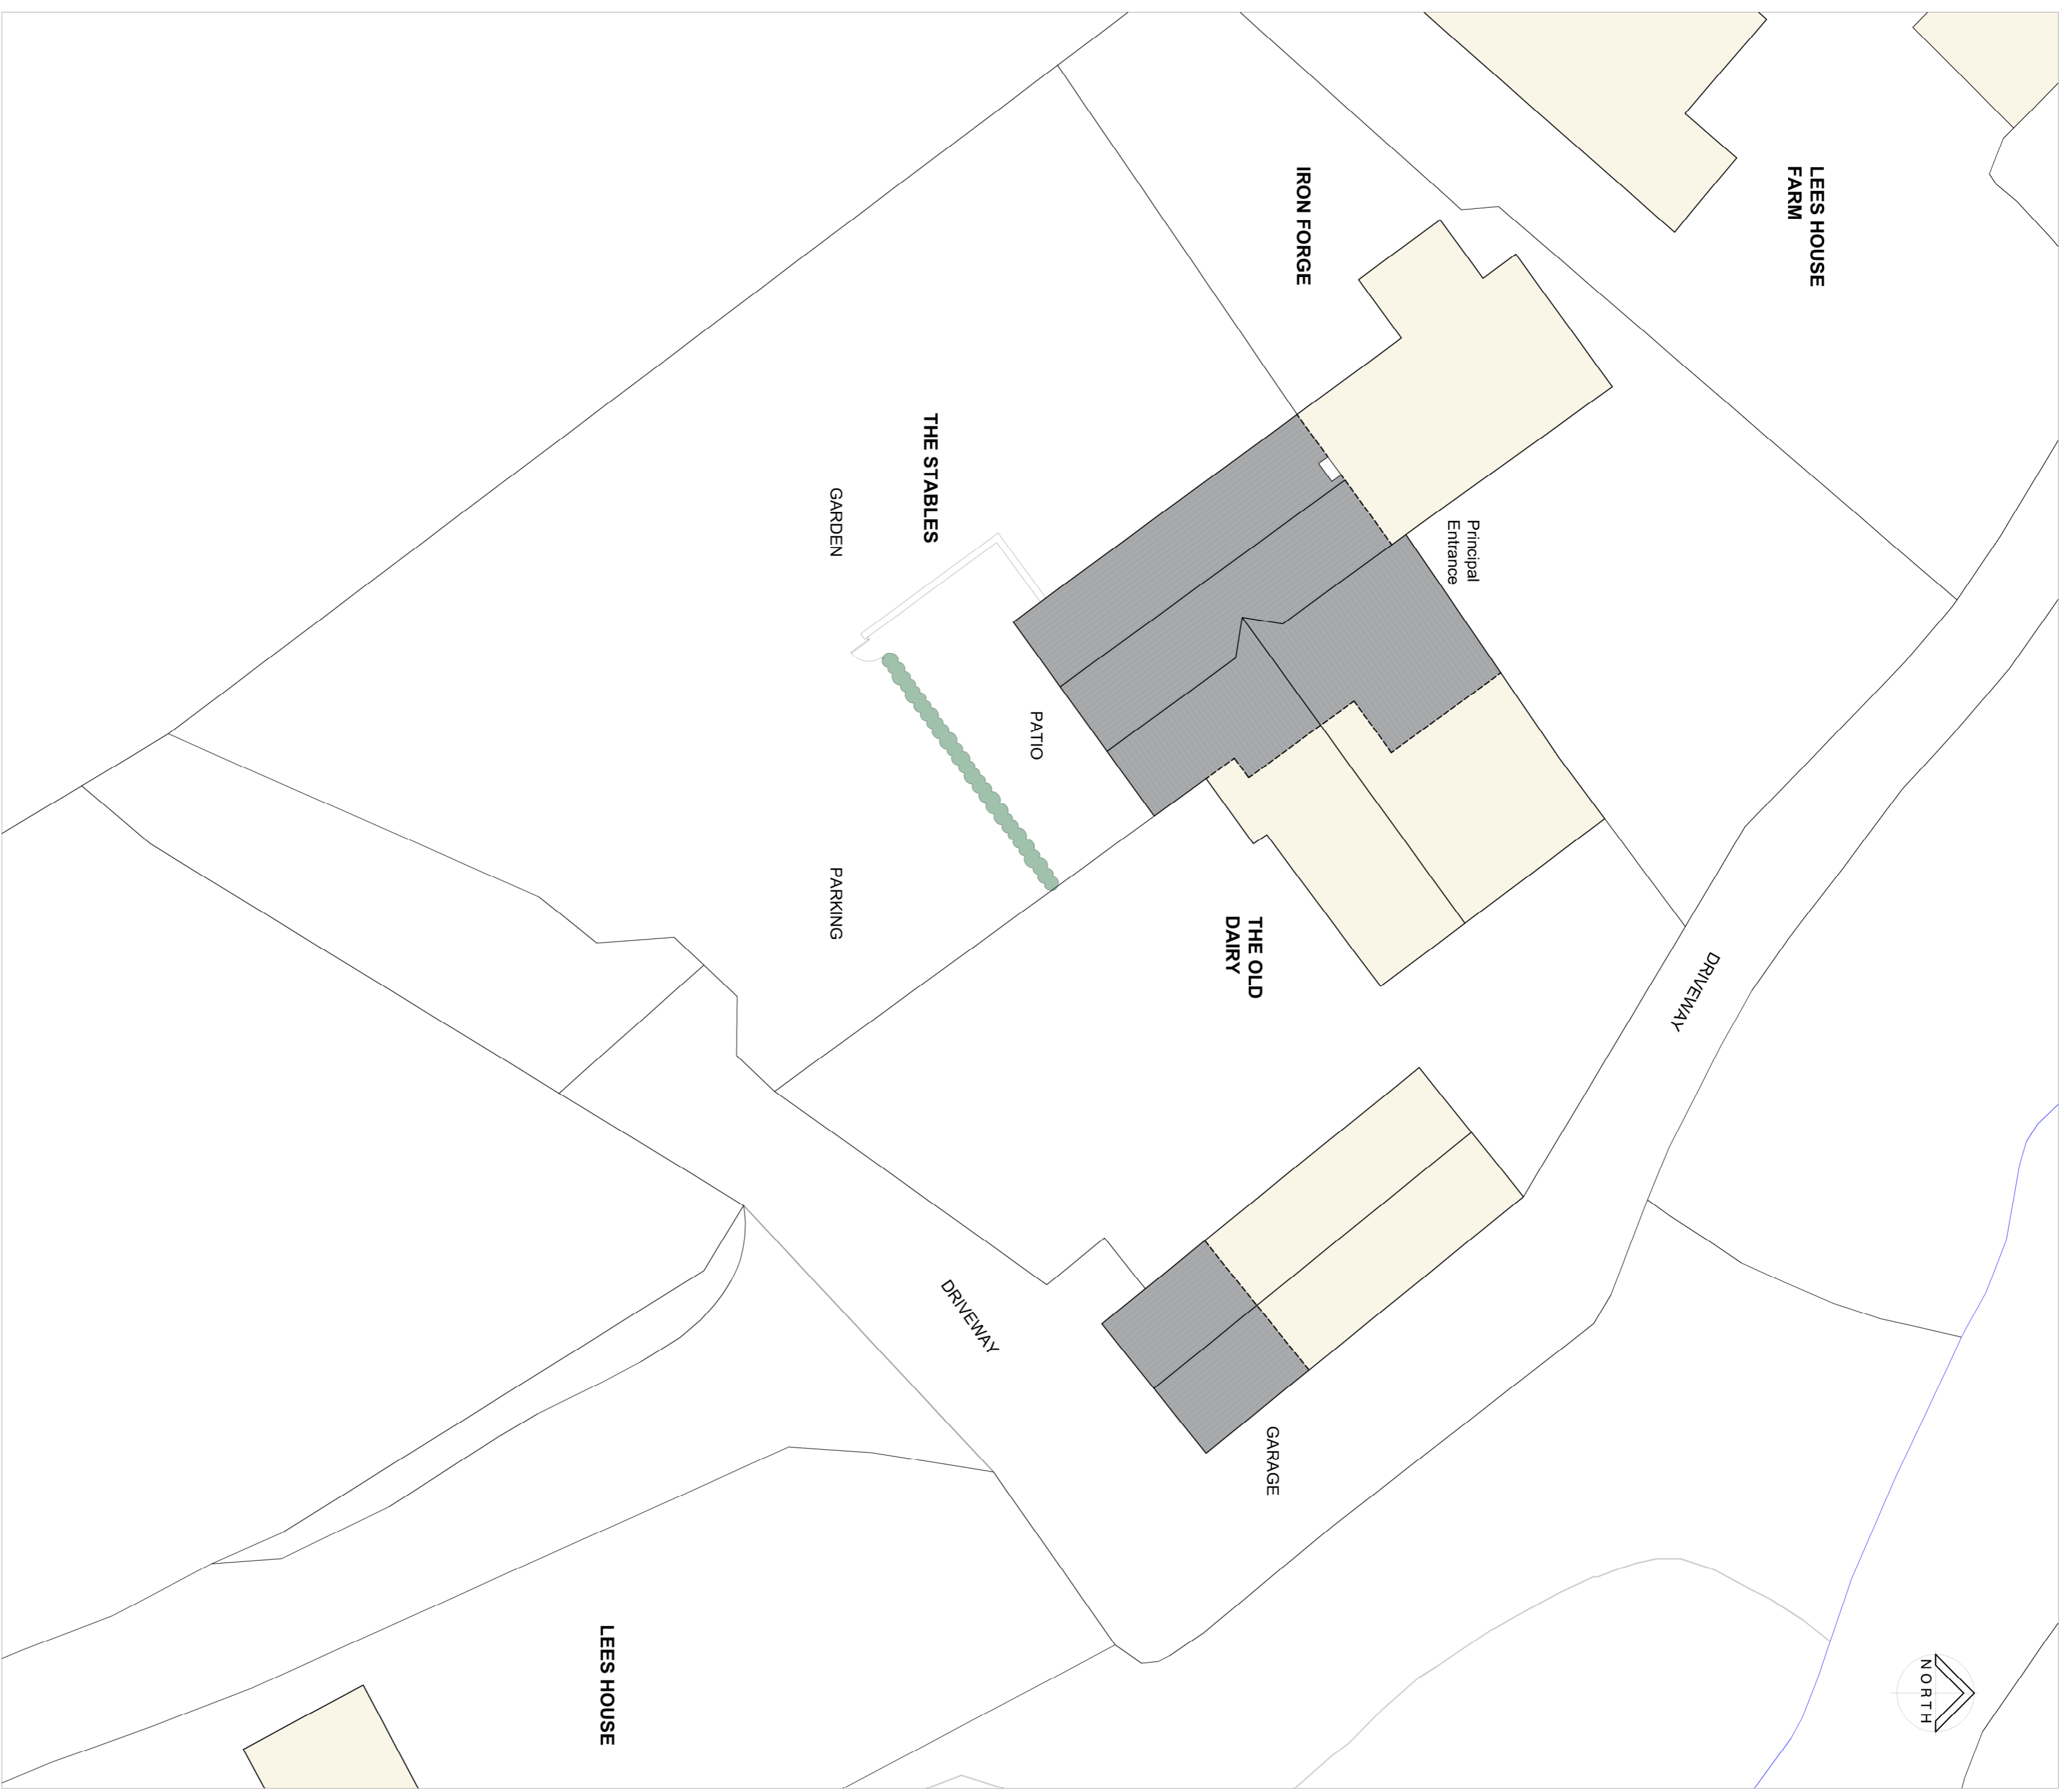 LEES HOUSE
FARM
IRON FORGE
Principal
Entrance
THE STABLES
GARDEN
PATIO
PARKING
THE OLD
DAIRY
DRIVEWAY
DRIVEWAY
GARAGE
LEES HOUSE
NORTH